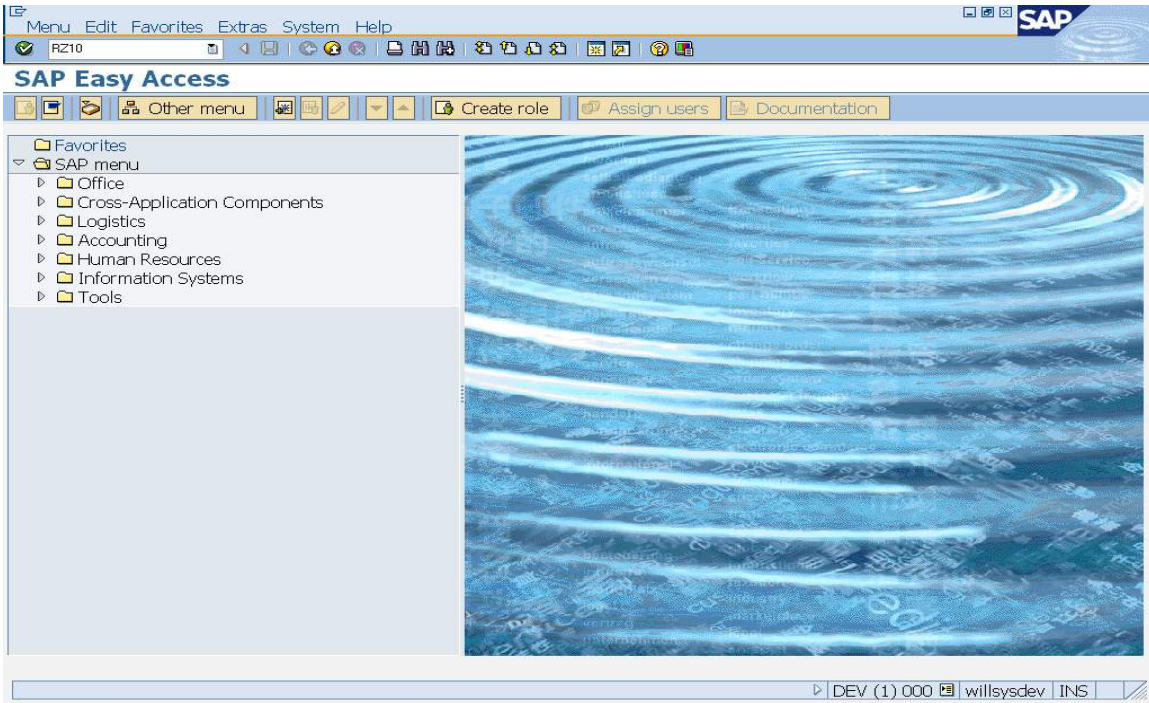 Menu Edit Favorites Extras System Help
SAP
RZ10
SAP Easy Access
Other menu Create role Assign users Documentation
Favorites
SAP menu
Office
Cross-Application Components
Logistics
Accounting
Human Resources
Information Systems
Tools
DEV (1) 000 willsysdev INS